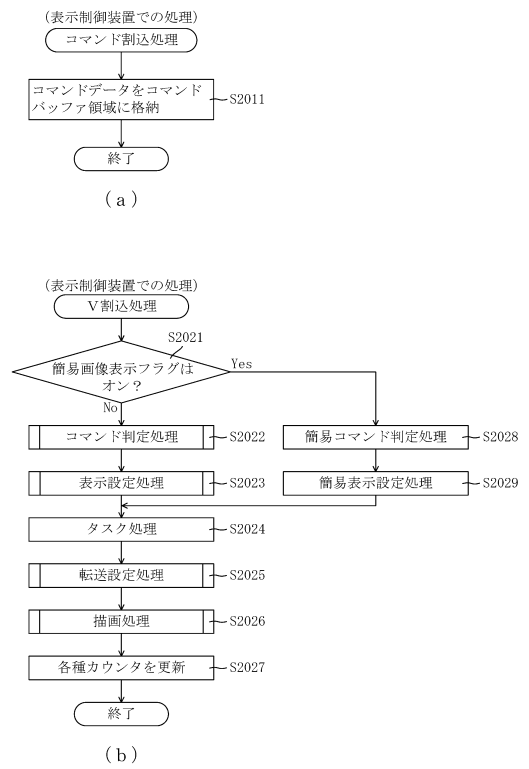 (表示制御装置での処理)
コマンド割込処理
コマンドデータをコマンド
バッファ領域に格納
S2011
終了
(a)
(表示制御装置での処理)
V割込処理
S2021
簡易画像表示フラグは
オン?
Yes
No
コマンド判定処理
S2022
簡易コマンド判定処理
S2028
表示設定処理
S2023
簡易表示設定処理
S2029
タスク処理
S2024
転送設定処理
S2025
描画処理
S2026
各種カウンタを更新
S2027
終了
(b)